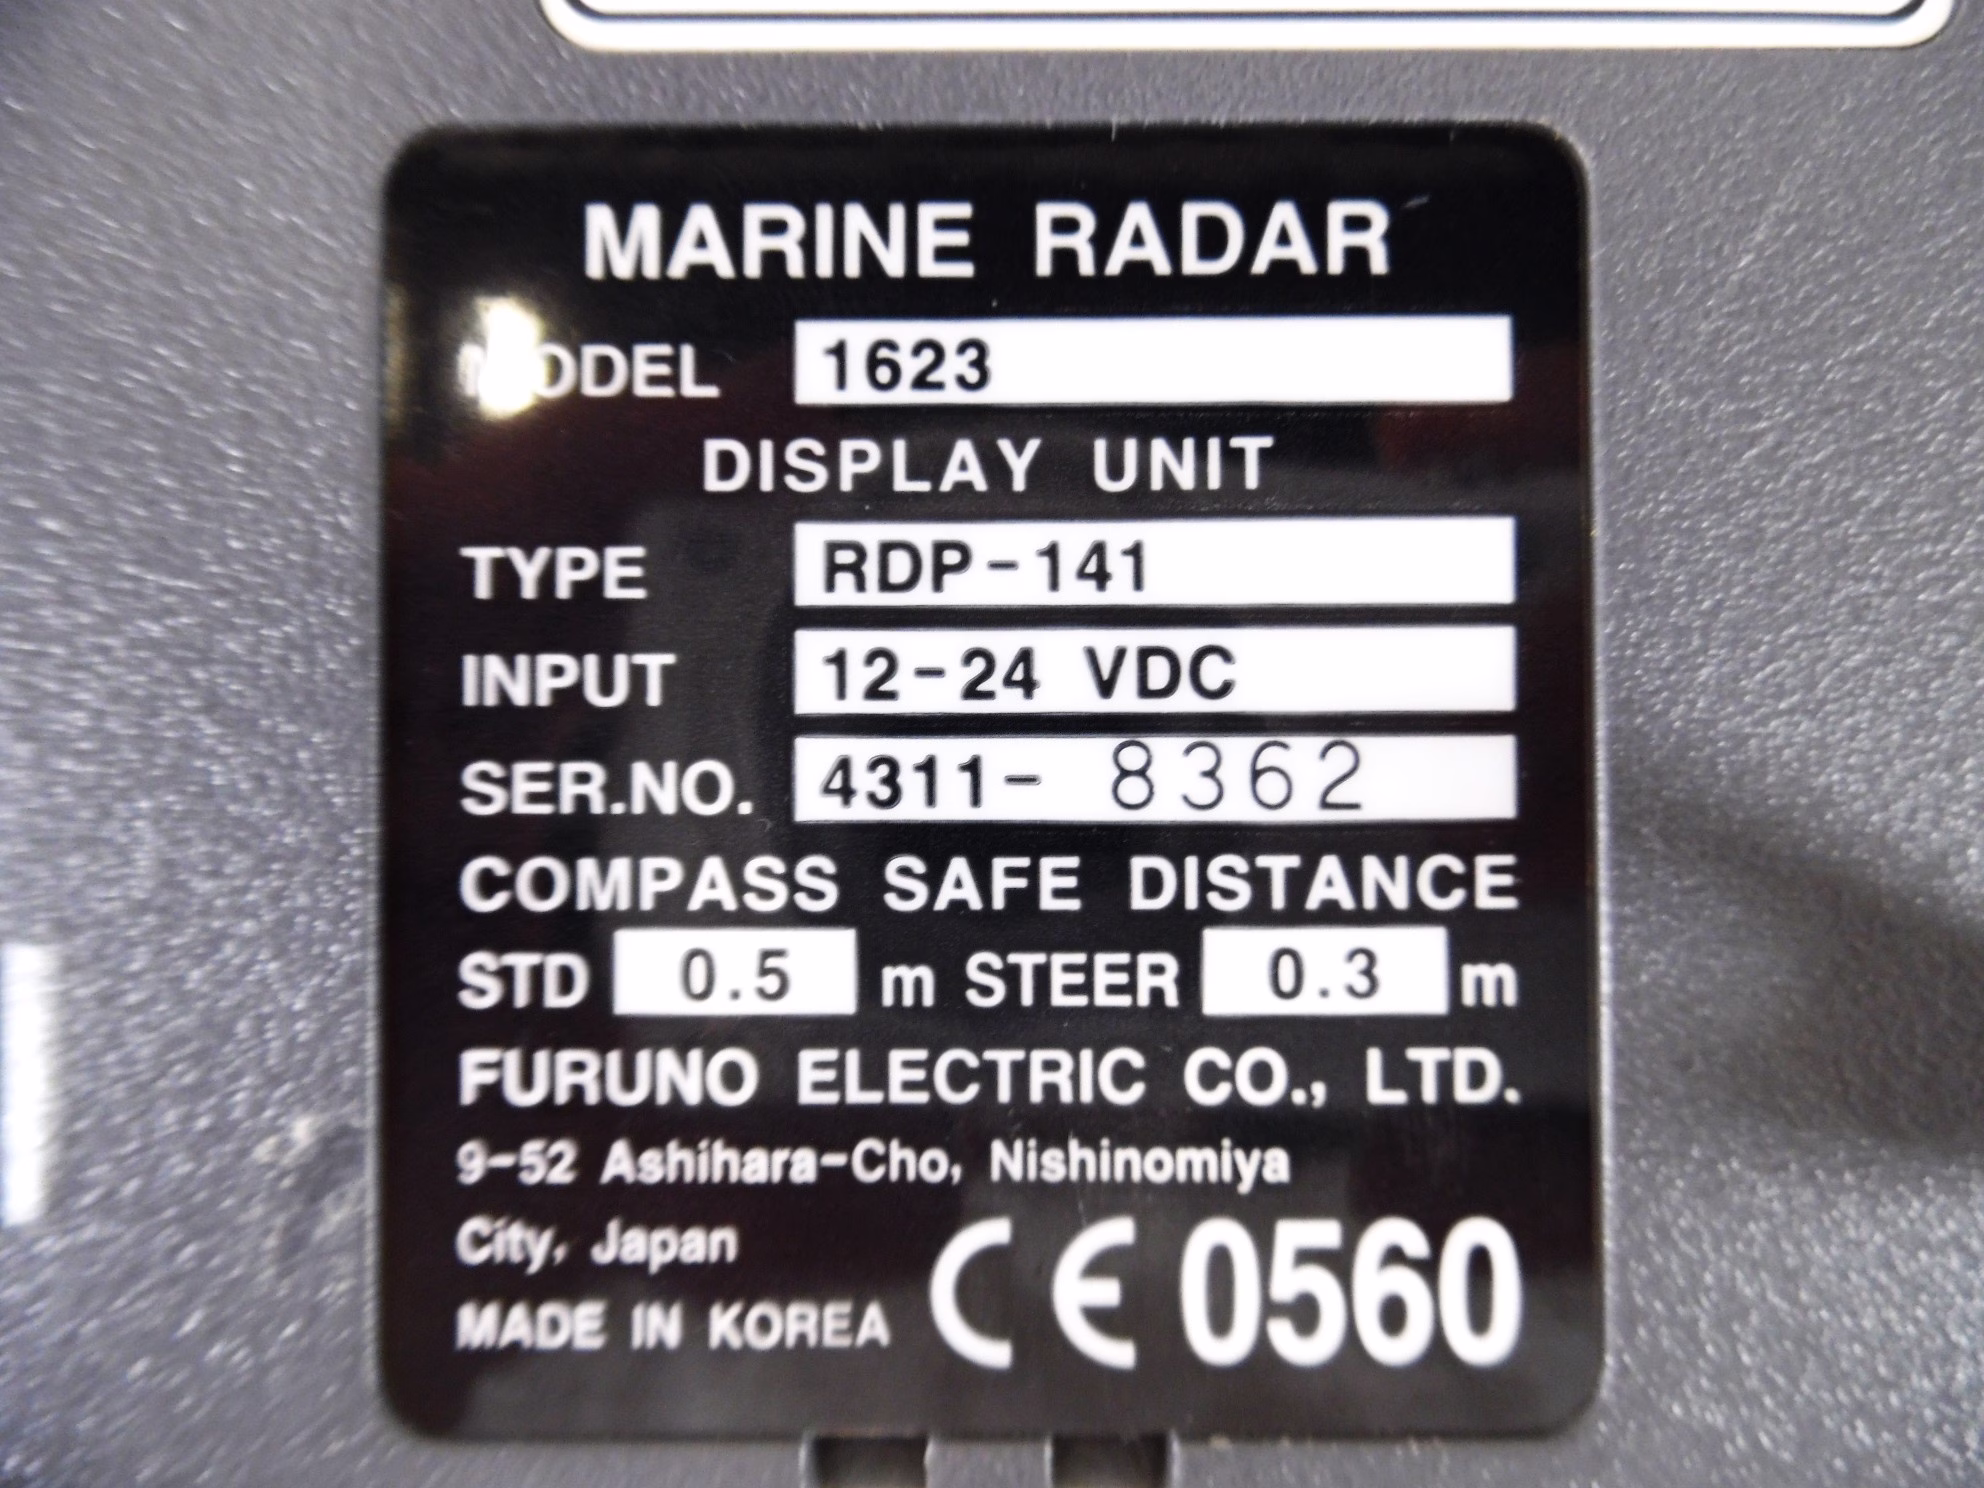 MARINE RADAR
MODEL 1623
DISPLAY UNIT
TYPE RDP-141
INPUT 12-24 VDC
SER.NO. 4311- 8362
COMPASS SAFE DISTANCE
STD 0.5 m STEER 0.3 m
FURUNO ELECTRIC CO., LTD.
9-52 Ashihara-Cho, Nishinomiya
City, Japan
MADE IN KOREA CE 0560